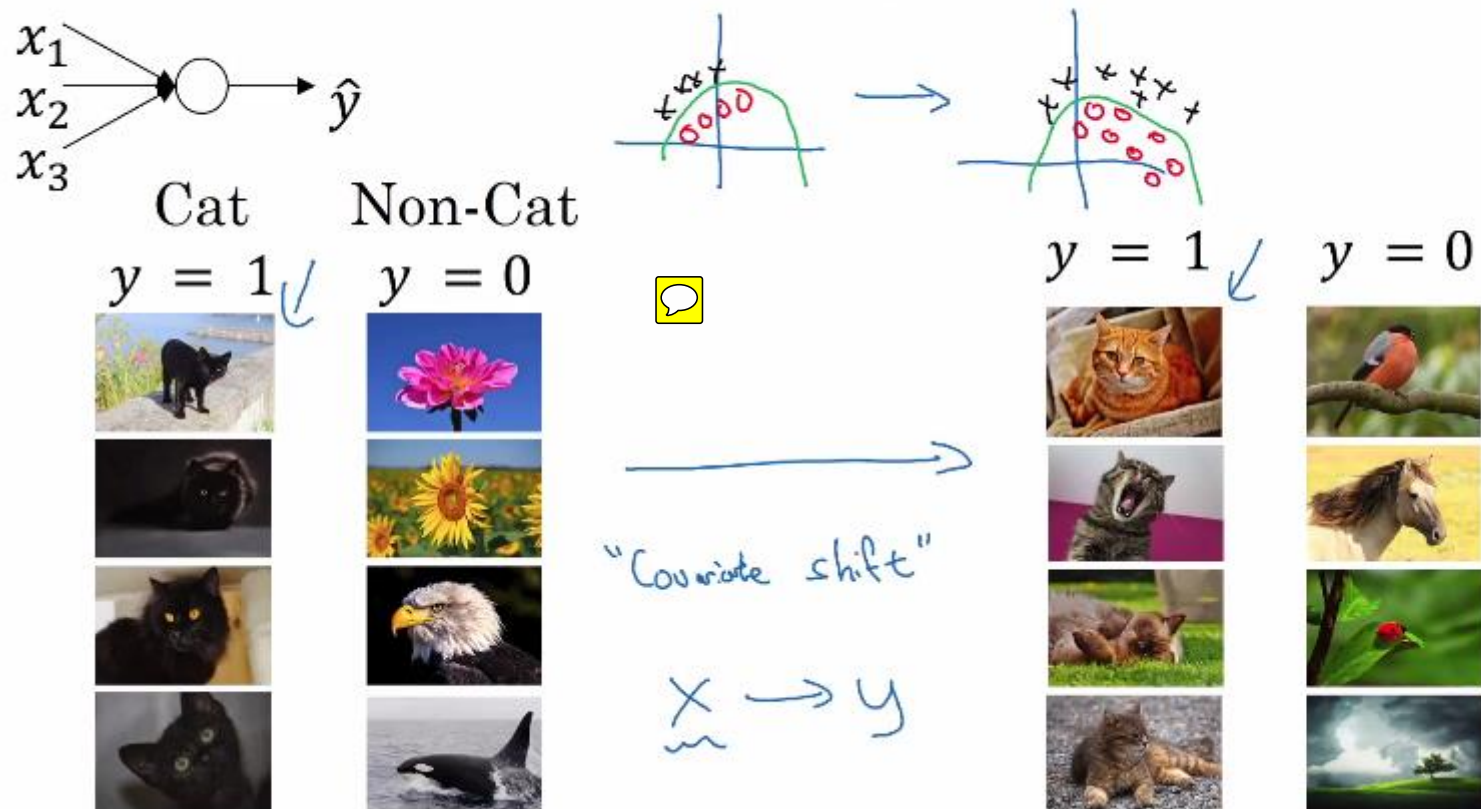 x₁
x₂
x₃
ŷ
Cat Non-Cat
y = 1 y = 0
y = 1 y = 0
"Covariate shift"
x → y